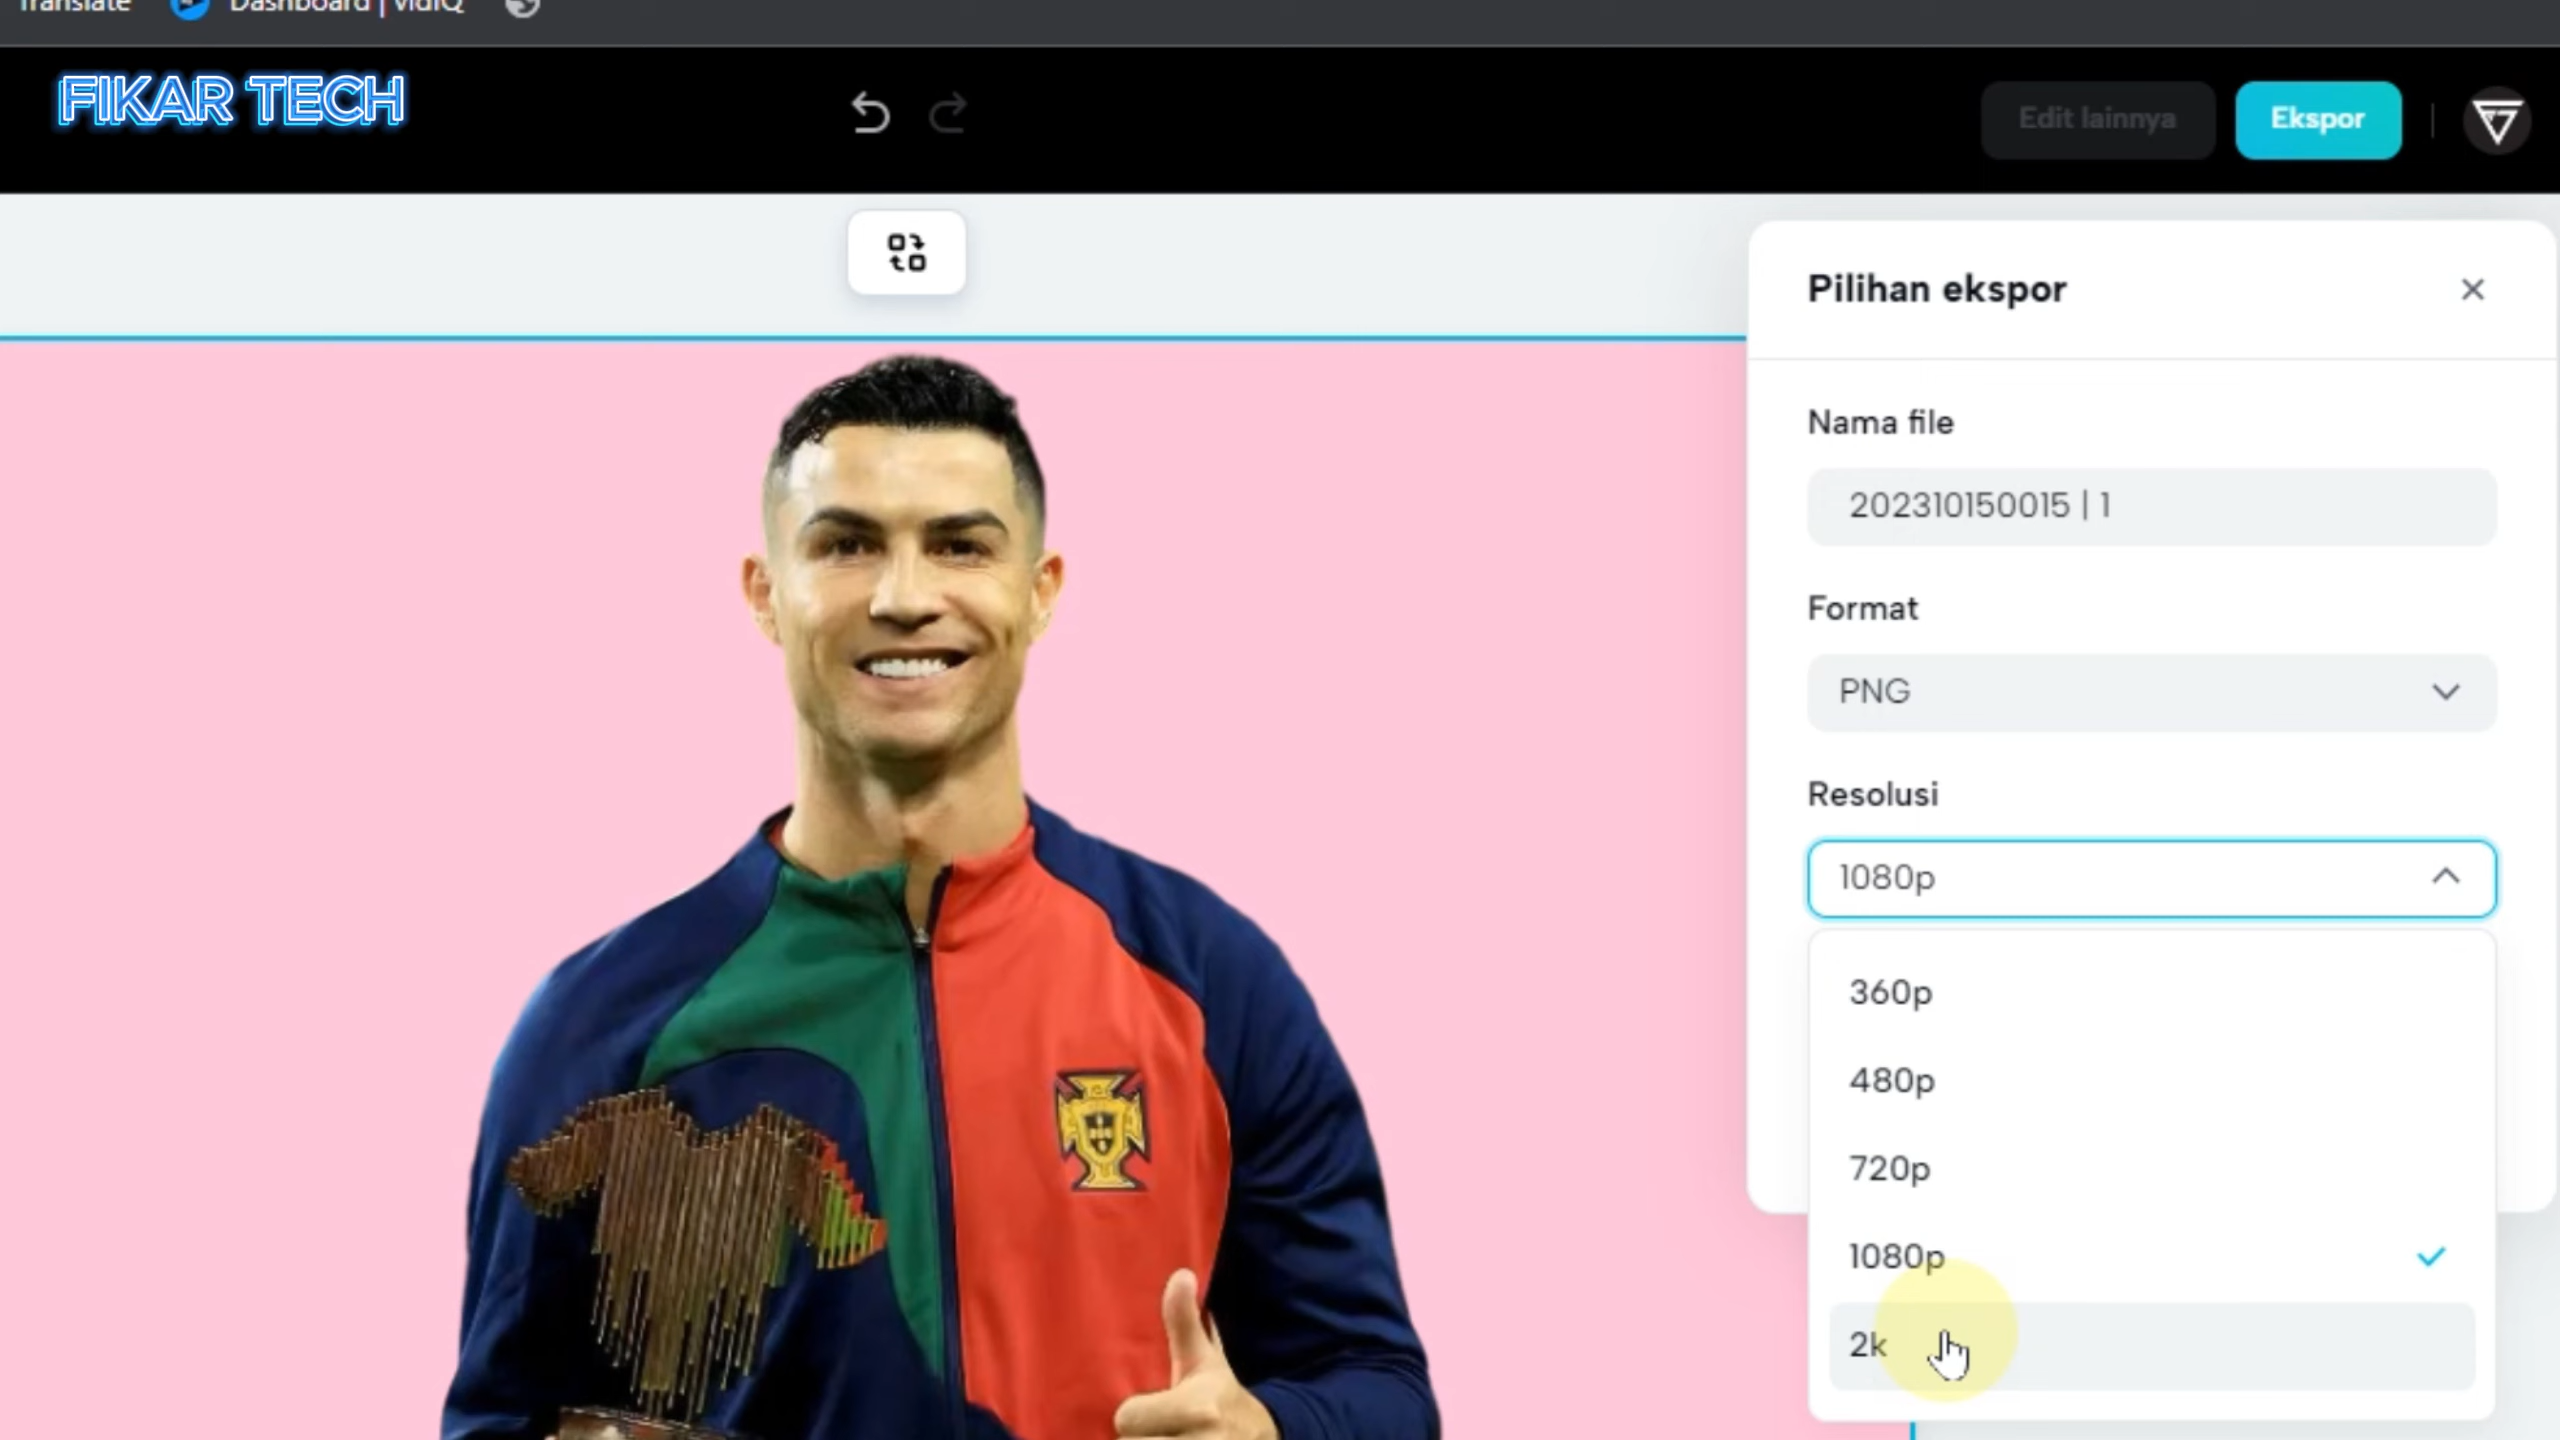 Translate
Dashboard | vidIQ
FIKAR TECH
Edit lainnya
Ekspor
Pilihan ekspor
Nama file
202310150015 | 1
Format
PNG
Resolusi
1080p
360p
480p
720p
1080p
2k